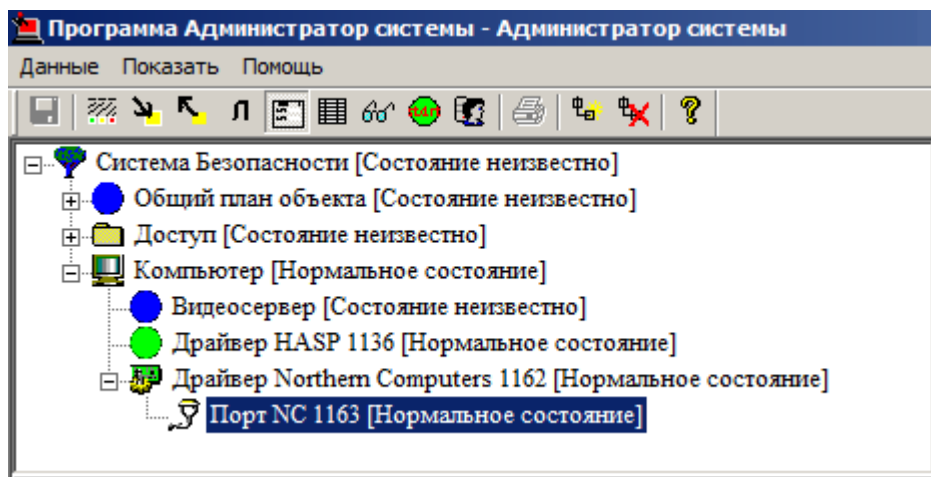 Программа Администратор системы - Администратор системы
Данные Показать Помощь
Л
Система Безопасности [Состояние неизвестно]
Общий план объекта [Состояние неизвестно]
Доступ [Состояние неизвестно]
Компьютер [Нормальное состояние]
Видеосервер [Состояние неизвестно]
Драйвер HASP 1136 [Нормальное состояние]
Драйвер Northern Computers 1162 [Нормальное состояние]
Порт NC 1163 [Нормальное состояние]